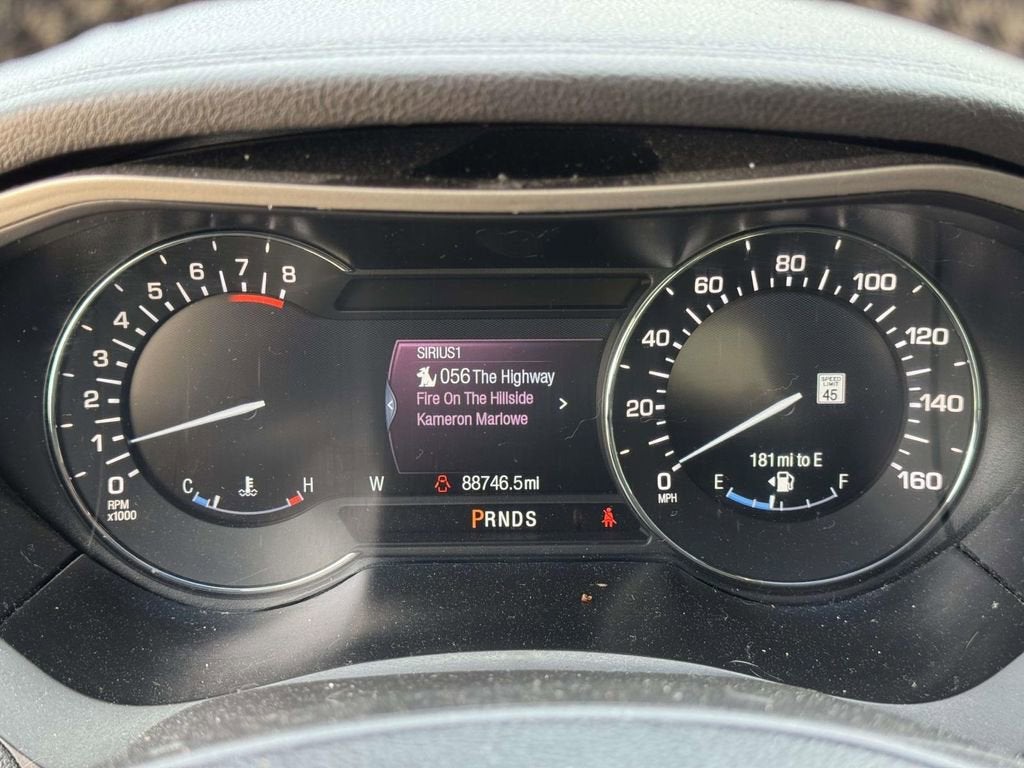 8
7
6
5
4
3
2
1
0
RPM
x1000
C
H
W
SIRIUS1
056 The Highway
Fire On The Hillside
Kameron Marlowe
<
>
88746.5mi
PRNDS
0
20
40
60
80
100
120
140
160
MPH
SPEED
LIMIT
45
181 mi to E
E
F